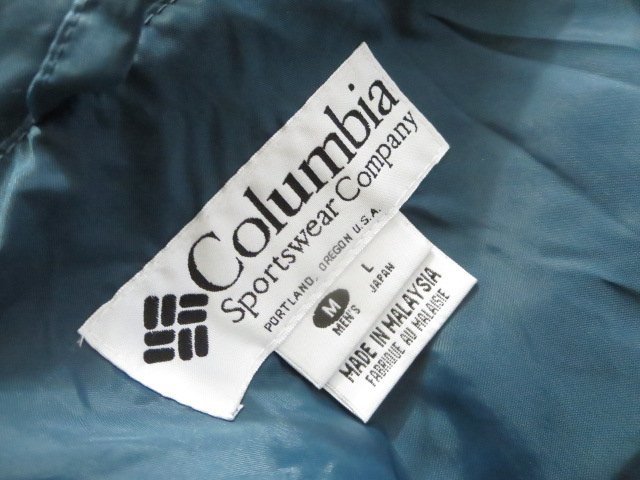 Columbia
Sportswear Company
PORTLAND, OREGON U.S.A.
M L
MEN'S JAPAN
MADE IN MALAYSIA
FABRIQUE AU MALAISIE